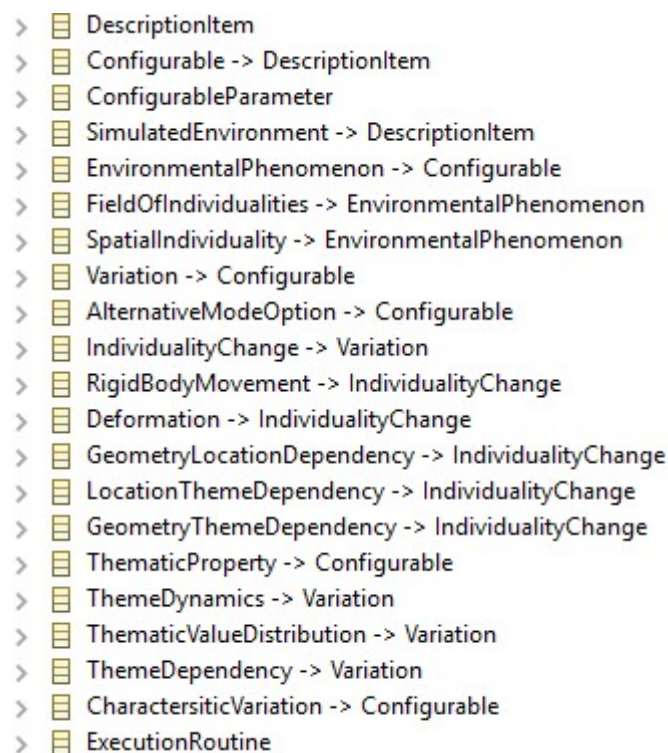 DescriptionItem
Configurable -> DescriptionItem
ConfigurableParameter
SimulatedEnvironment -> DescriptionItem
EnvironmentalPhenomenon -> Configurable
FieldOfIndividualities -> EnvironmentalPhenomenon
SpatialIndividuality -> EnvironmentalPhenomenon
Variation -> Configurable
AlternativeModeOption -> Configurable
IndividualityChange -> Variation
RigidBodyMovement -> IndividualityChange
Deformation -> IndividualityChange
GeometryLocationDependency -> IndividualityChange
LocationThemeDependency -> IndividualityChange
GeometryThemeDependency -> IndividualityChange
ThematicProperty -> Configurable
ThemeDynamics -> Variation
ThematicValueDistribution -> Variation
ThemeDependency -> Variation
CharactersiticVariation -> Configurable
ExecutionRoutine